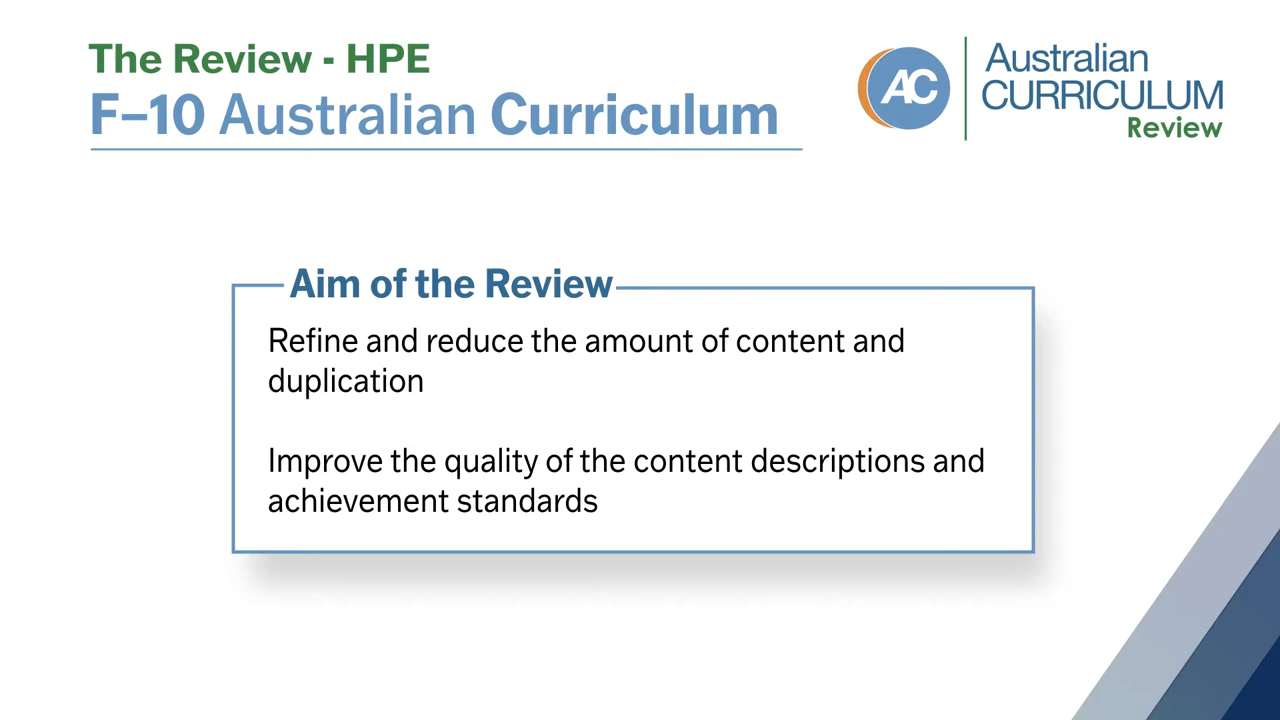 The Review - HPE
F–10 Australian Curriculum
AC
Australian
CURRICULUM
Review
Aim of the Review
Refine and reduce the amount of content and
duplication
Improve the quality of the content descriptions and
achievement standards